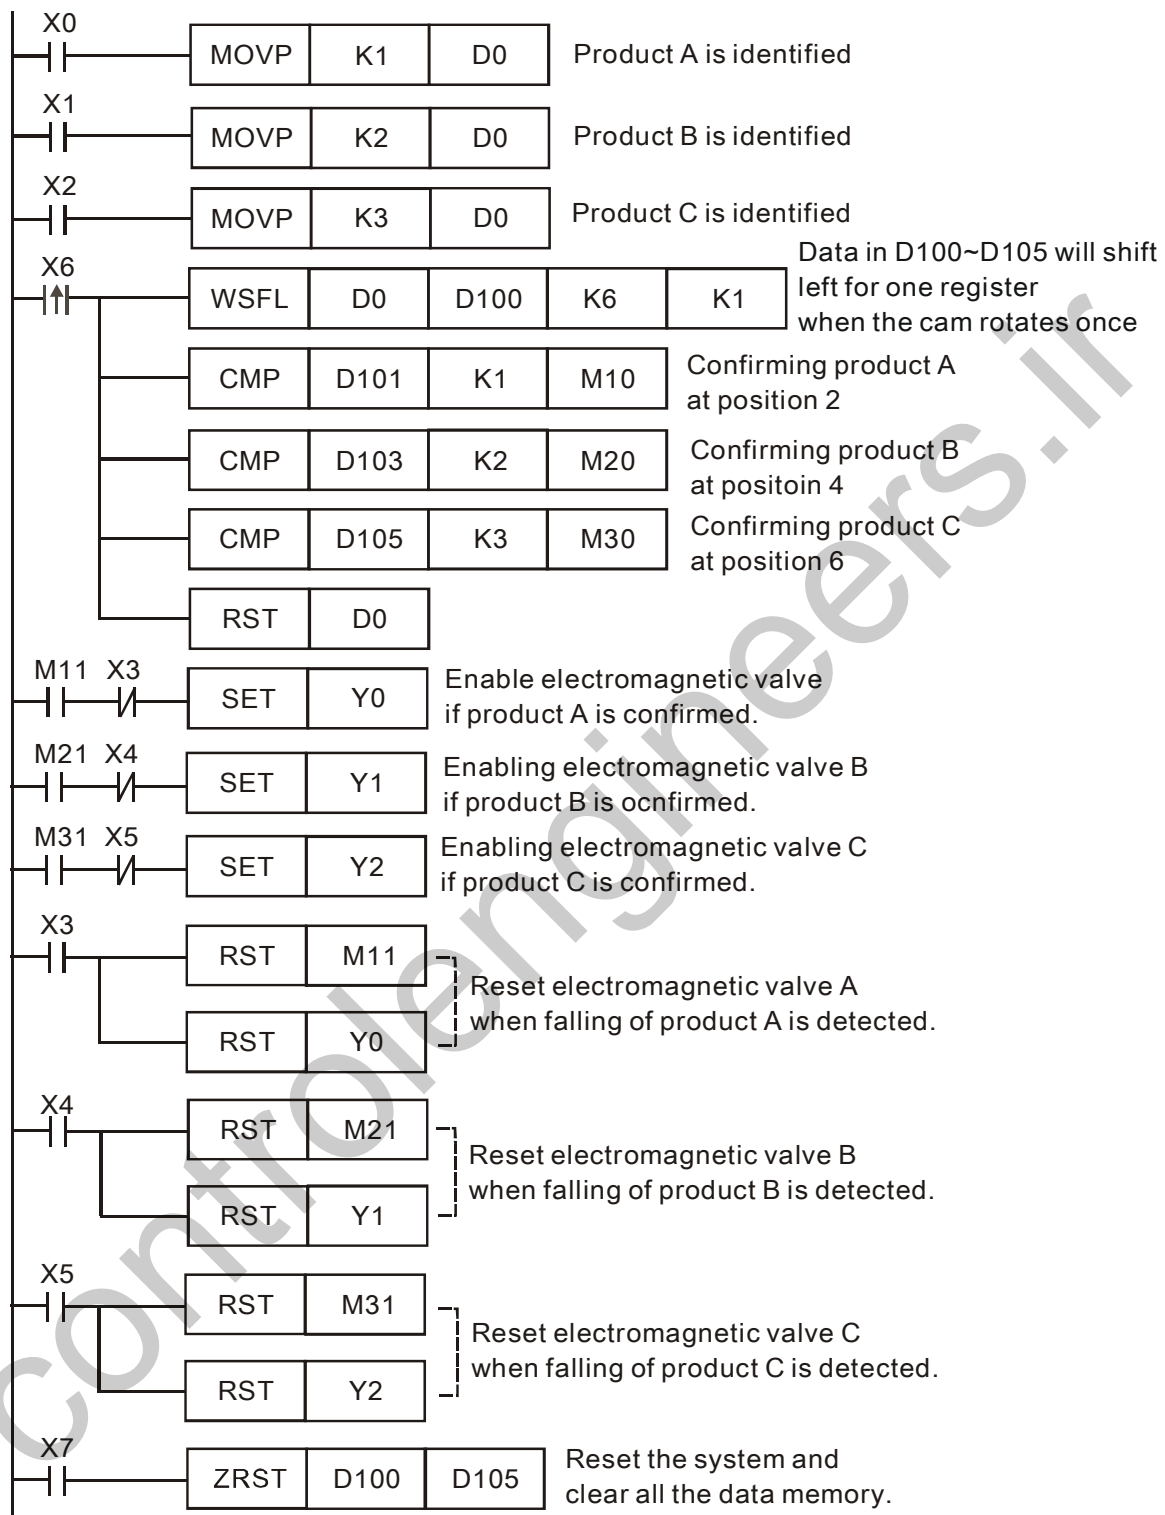 X0
MOVP K1 D0 Product A is identified
X1
MOVP K2 D0 Product B is identified
X2
MOVP K3 D0 Product C is identified
X6
WSFL D0 D100 K6 K1
Data in D100~D105 will shift
left for one register
when the cam rotates once
CMP D101 K1 M10
Confirming product A
at position 2
CMP D103 K2 M20
Confirming product B
at positoin 4
CMP D105 K3 M30
Confirming product C
at position 6
RST D0
M11 X3
SET Y0
Enable electromagnetic valve
if product A is confirmed.
M21 X4
SET Y1
Enabling electromagnetic valve B
if product B is ocnfirmed.
M31 X5
SET Y2
Enabling electromagnetic valve C
if product C is confirmed.
X3
RST M11
RST Y0
Reset electromagnetic valve A
when falling of product A is detected.
X4
RST M21
RST Y1
Reset electromagnetic valve B
when falling of product B is detected.
X5
RST M31
RST Y2
Reset electromagnetic valve C
when falling of product C is detected.
X7
ZRST D100 D105
Reset the system and
clear all the data memory.
controlengineers.ir